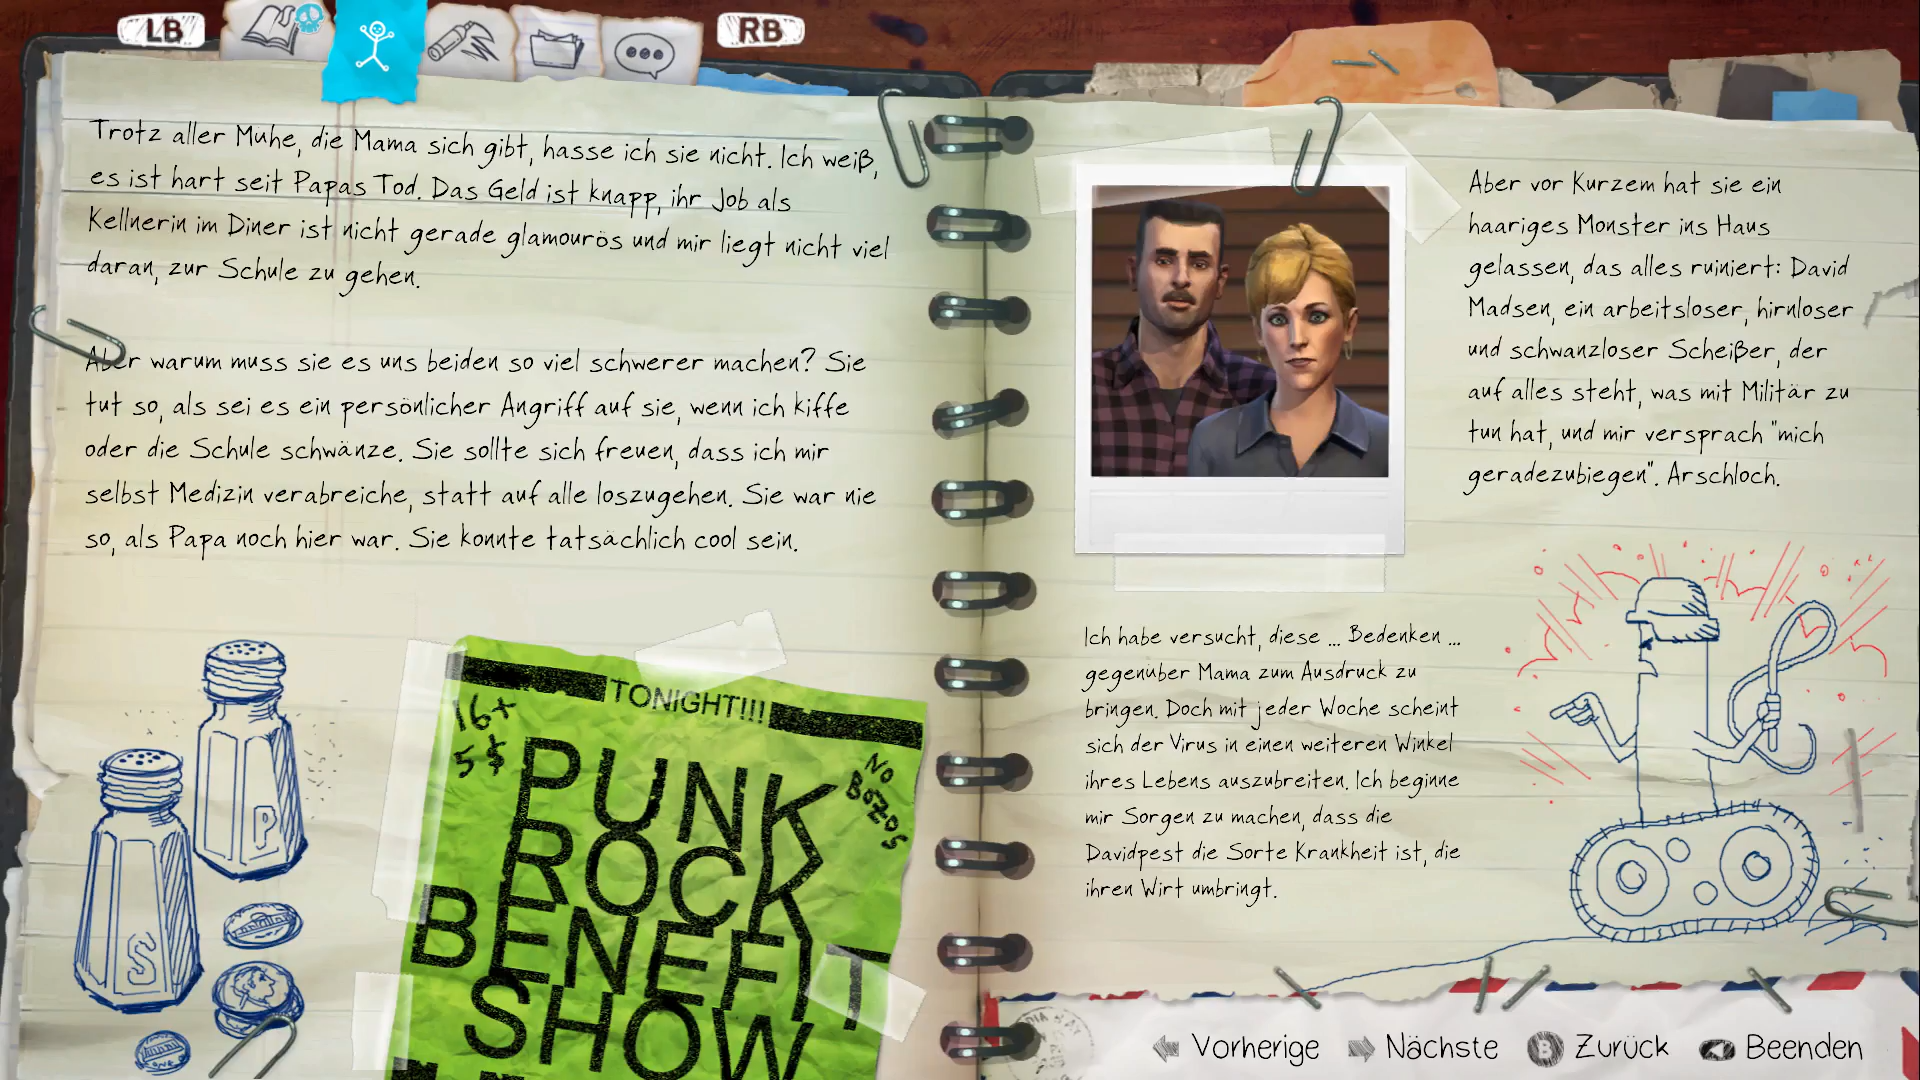 LB
RB
Trotz aller Muhe, die Mama sich gibt, hasse ich sie nicht. Ich weiß,
es ist hart seit Papas Tod. Das Geld ist knapp, ihr Job als
Kellnerin im Diner ist nicht gerade glamourös und mir liegt nicht viel
daran, zur Schule zu gehen.
Aber warum muss sie es uns beiden so viel schwerer machen? Sie
tut so, als sei es ein persönlicher Angriff auf sie, wenn ich kiffe
oder die Schule schwänze. Sie sollte sich freuen, dass ich mir
selbst Medizin verabreiche, statt auf alle loszugehen. Sie war nie
so, als Papa noch hier war. Sie konnte tatsächlich cool sein.
P
S
TONIGHT!!!
16+
5$
NO
BOZOS
PUNK
ROCK
BENEFIT
SHOW
Aber vor Kurzem hat sie ein
haariges Monster ins Haus
gelassen, das alles ruiniert: David
Madsen, ein arbeitsloser, hirnloser
und schwanzloser Scheißer, der
auf alles steht, was mit Militär zu
tun hat, und mir versprach "mich
geradezubiegen". Arschloch.
Ich habe versucht, diese ... Bedenken ...
gegenüber Mama zum Ausdruck zu
bringen. Doch mit jeder Woche scheint
sich der Virus in einen weiteren Winkel
ihres Lebens auszubreiten. Ich beginne
mir Sorgen zu machen, dass die
Davidpest die Sorte Krankheit ist, die
ihren Wirt umbringt.
Vorherige
Nächste
B Zurück
Beenden